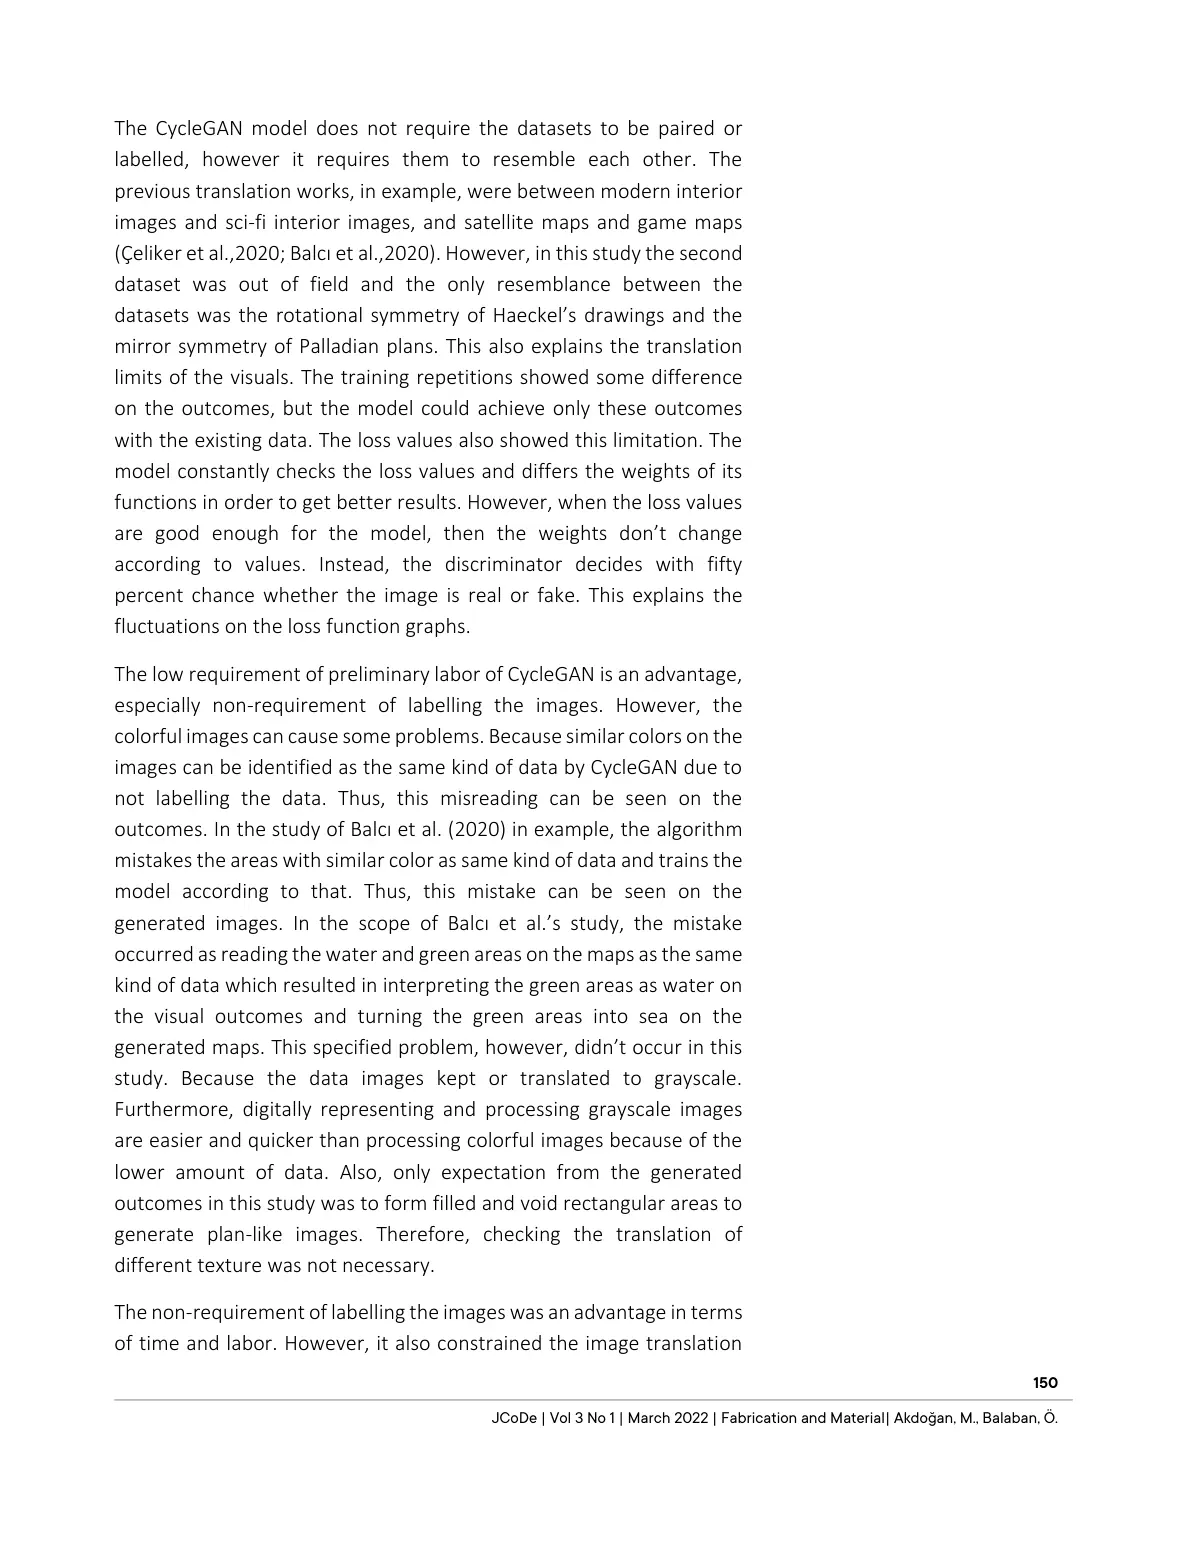 The CycleGAN model does not require the datasets to be paired or
labelled, however it requires them to resemble each other. The
previous translation works, in example, were between modern interior
images and sci-fi interior images, and satellite maps and game maps
(Çeliker et al.,2020; Balcı et al.,2020). However, in this study the second
dataset was out of field and the only resemblance between the
datasets was the rotational symmetry of Haeckel’s drawings and the
mirror symmetry of Palladian plans. This also explains the translation
limits of the visuals. The training repetitions showed some difference
on the outcomes, but the model could achieve only these outcomes
with the existing data. The loss values also showed this limitation. The
model constantly checks the loss values and differs the weights of its
functions in order to get better results. However, when the loss values
are good enough for the model, then the weights don’t change
according to values. Instead, the discriminator decides with fifty
percent chance whether the image is real or fake. This explains the
fluctuations on the loss function graphs.
The low requirement of preliminary labor of CycleGAN is an advantage,
especially non-requirement of labelling the images. However, the
colorful images can cause some problems. Because similar colors on the
images can be identified as the same kind of data by CycleGAN due to
not labelling the data. Thus, this misreading can be seen on the
outcomes. In the study of Balcı et al. (2020) in example, the algorithm
mistakes the areas with similar color as same kind of data and trains the
model according to that. Thus, this mistake can be seen on the
generated images. In the scope of Balcı et al.’s study, the mistake
occurred as reading the water and green areas on the maps as the same
kind of data which resulted in interpreting the green areas as water on
the visual outcomes and turning the green areas into sea on the
generated maps. This specified problem, however, didn’t occur in this
study. Because the data images kept or translated to grayscale.
Furthermore, digitally representing and processing grayscale images
are easier and quicker than processing colorful images because of the
lower amount of data. Also, only expectation from the generated
outcomes in this study was to form filled and void rectangular areas to
generate plan-like images. Therefore, checking the translation of
different texture was not necessary.
The non-requirement of labelling the images was an advantage in terms
of time and labor. However, it also constrained the image translation
150
JCoDe | Vol 3 No 1 | March 2022 | Fabrication and Material| Akdoğan, M., Balaban, Ö.